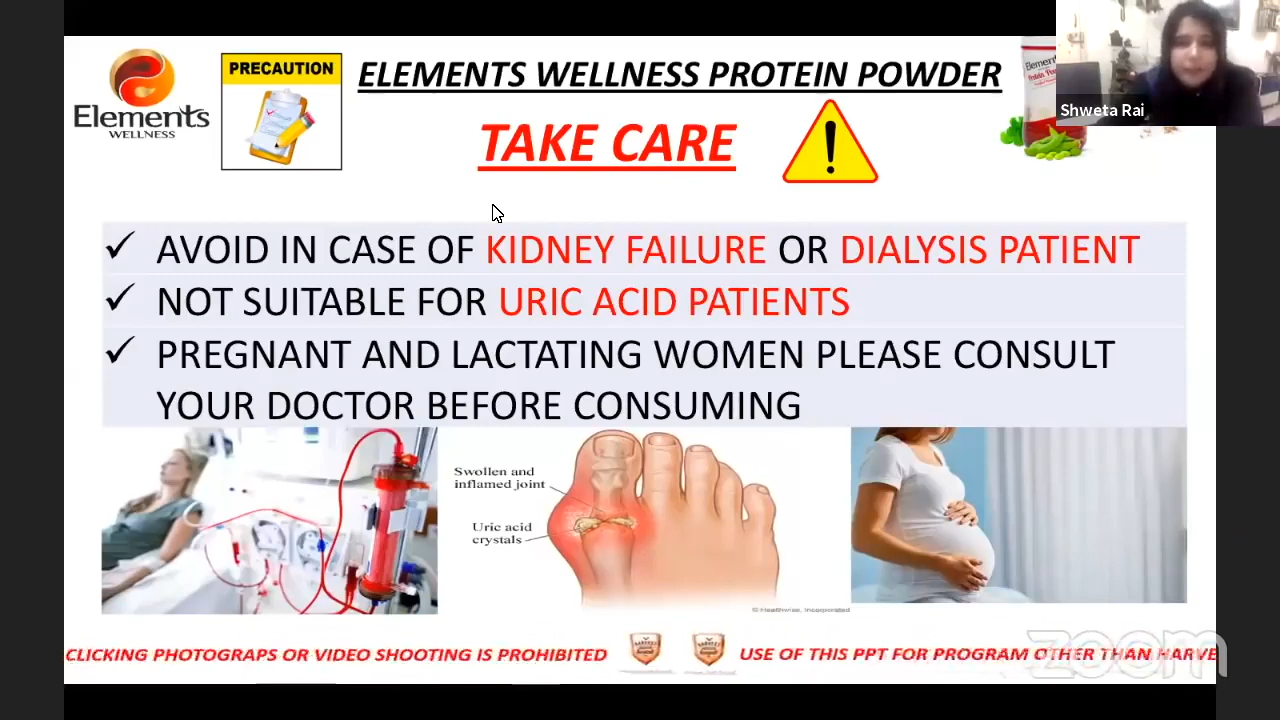 Elements
WELLNESS
PRECAUTION
ELEMENTS WELLNESS PROTEIN POWDER
TAKE CARE
Elements
Shweta Rai
✓ AVOID IN CASE OF KIDNEY FAILURE OR DIALYSIS PATIENT
✓ NOT SUITABLE FOR URIC ACID PATIENTS
✓ PREGNANT AND LACTATING WOMEN PLEASE CONSULT
YOUR DOCTOR BEFORE CONSUMING
Swollen and
inflamed joint
Uric acid
crystals
© Healthwise, Incorporated
CLICKING PHOTOGRAPS OR VIDEO SHOOTING IS PROHIBITED
USE OF THIS PPT FOR PROGRAM OTHER THAN HARVE
zoom